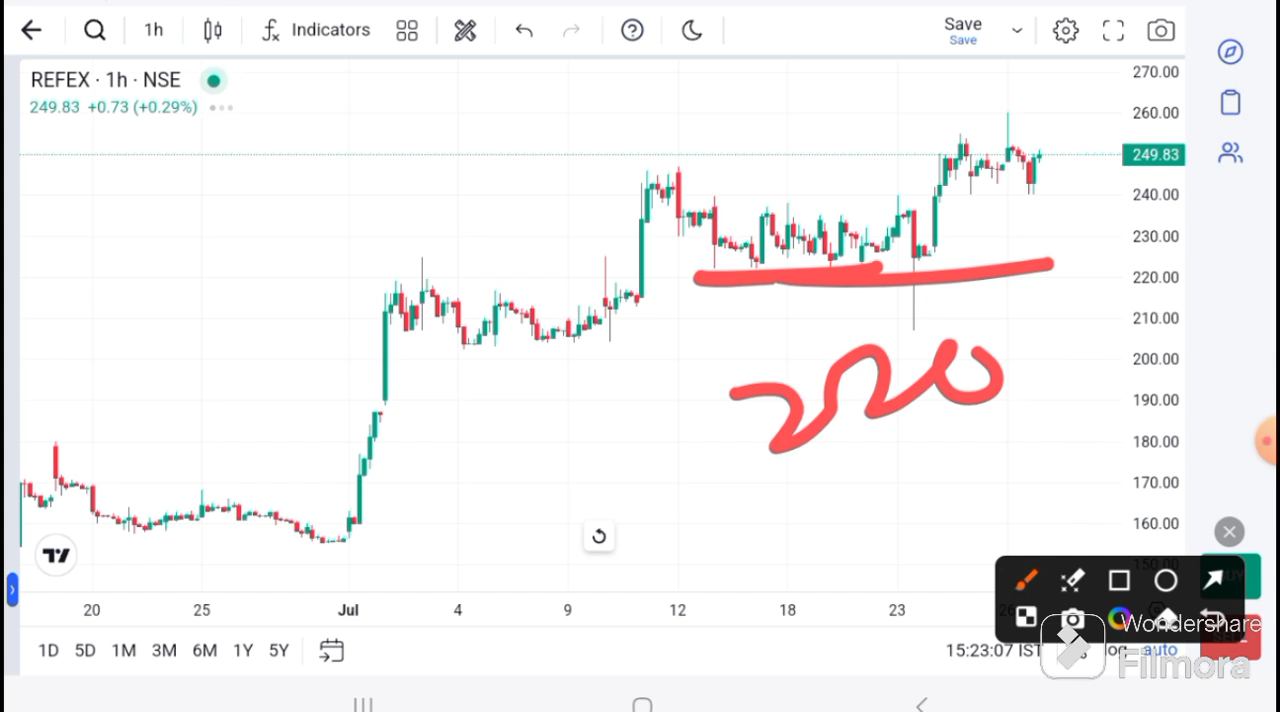 1h
Indicators
Save
Save
REFEX · 1h · NSE
249.83 +0.73 (+0.29%)
270.00
260.00
249.83
240.00
230.00
220.00
210.00
200.00
190.00
180.00
170.00
160.00
150.00
220
20 25 Jul 4 9 12 18 23
1D 5D 1M 3M 6M 1Y 5Y
15:23:07 IST
auto
Wondershare
Filmora